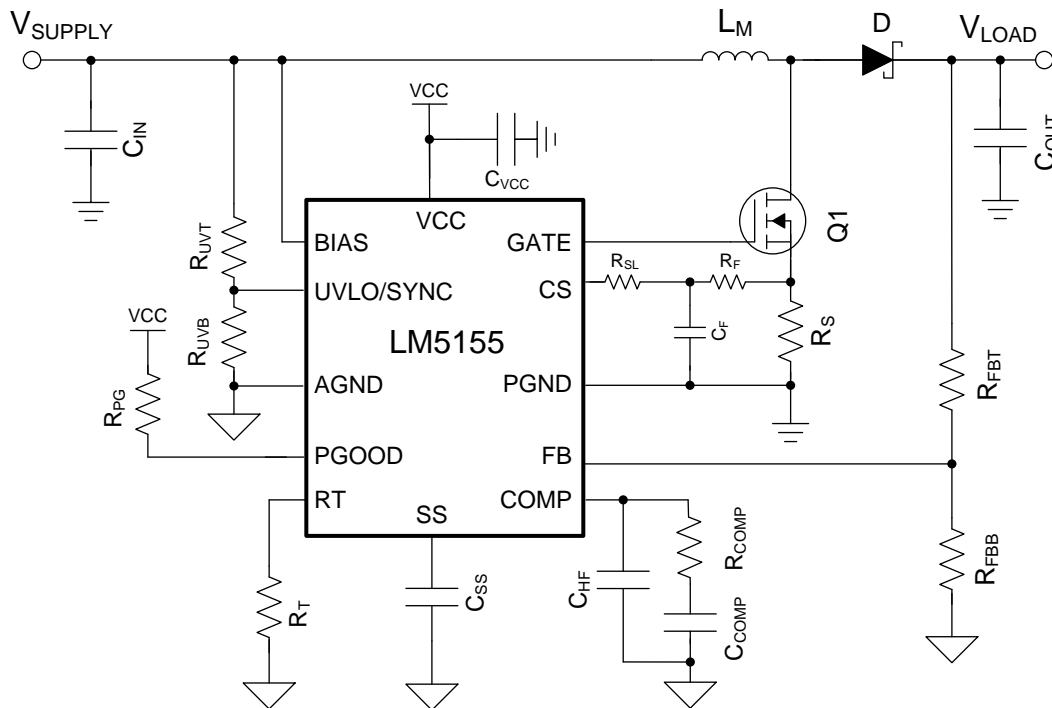 VSUPPLY
LM
D
VLOAD
CIN
VCC
CVCC
COUT
VCC
BIAS
GATE
Q1
RUVT
UVLO/SYNC
CS
RSL
RF
VCC
RUVB
LM5155
CF
RS
RPG
AGND
PGND
RFBT
PGOOD
FB
RT
COMP
SS
RT
CSS
CHF
RCOMP
CCOMP
RFBB